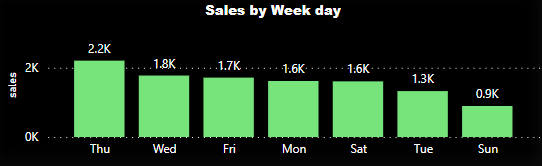 Sales by Week day
2.2K
1.8K
1.7K
1.6K
1.6K
1.3K
0.9K
2K
0K
sales
Thu Wed Fri Mon Sat Tue Sun